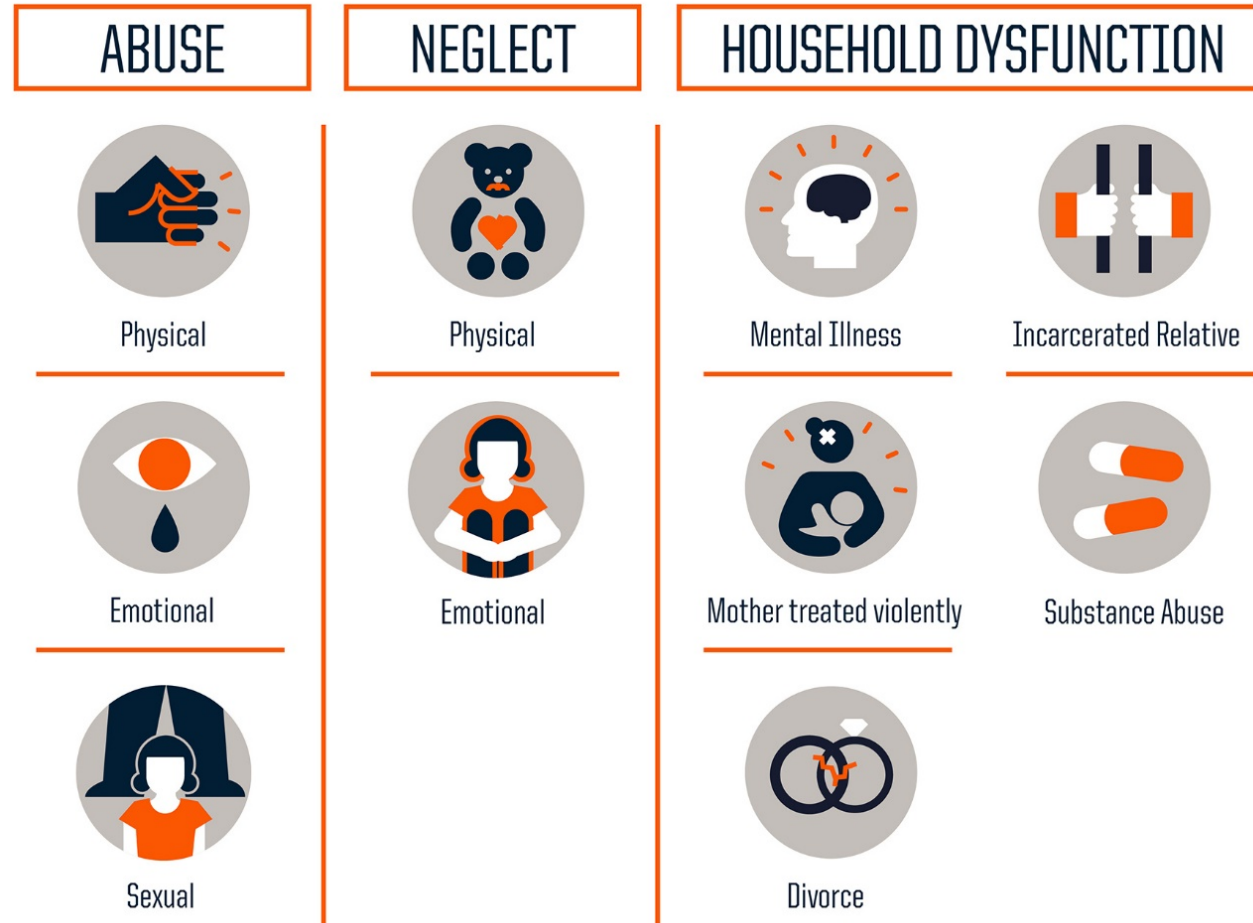 ABUSE
NEGLECT
HOUSEHOLD DYSFUNCTION
Physical
Emotional
Sexual
Physical
Emotional
Mental Illness
Incarcerated Relative
Mother treated violently
Substance Abuse
Divorce